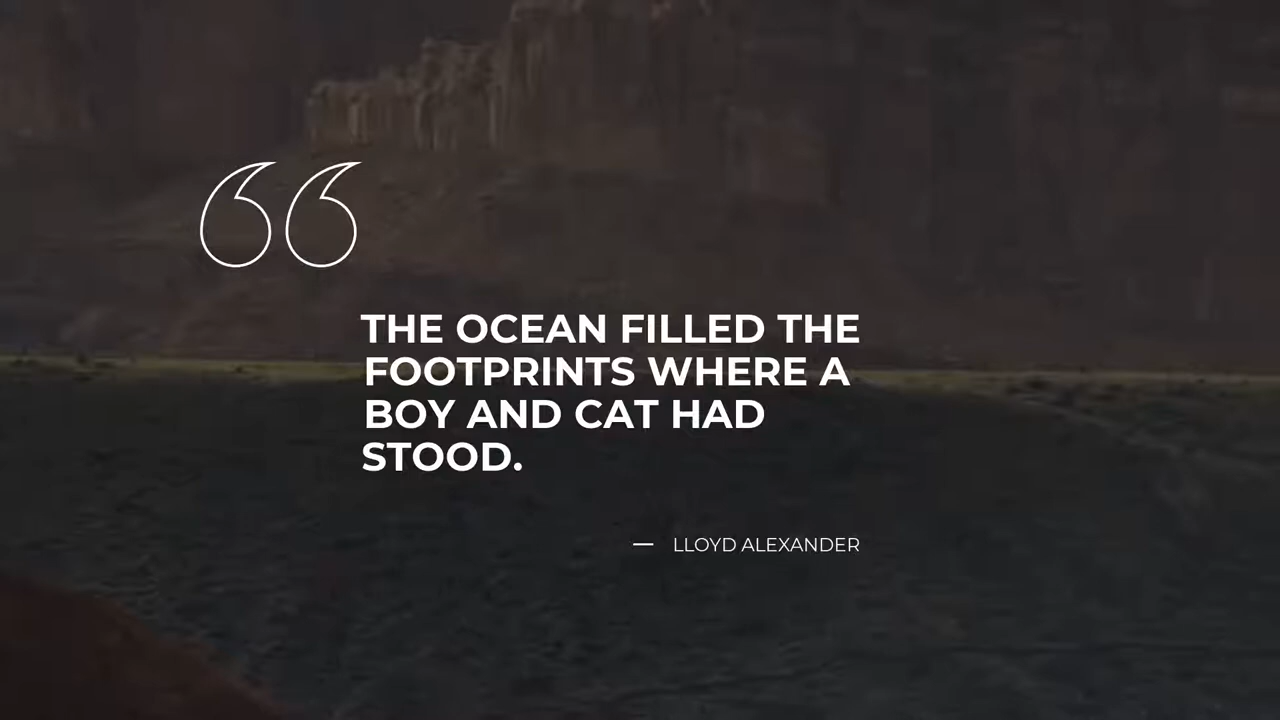 “
THE OCEAN FILLED THE
FOOTPRINTS WHERE A
BOY AND CAT HAD
STOOD.
— LLOYD ALEXANDER